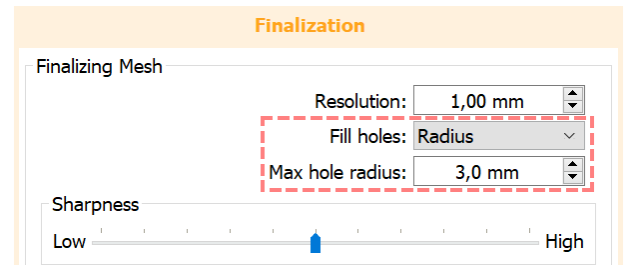 Finalization
Finalizing Mesh
Resolution: 1,00 mm
Fill holes: Radius
Max hole radius: 3,0 mm
Sharpness
Low High